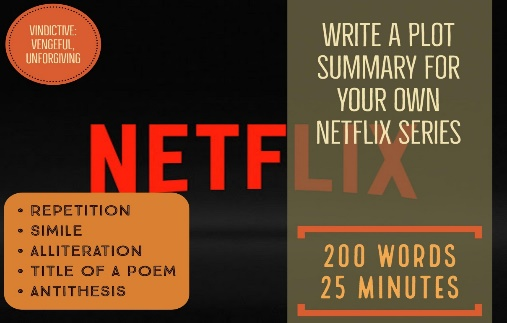 VINDICTIVE:
VENGEFUL,
UNFORGIVING
WRITE A PLOT
SUMMARY FOR
YOUR OWN
NETFLIX SERIES
NETFLIX
• REPETITION
• SIMILE
• ALLITERATION
• TITLE OF A POEM
• ANTITHESIS
200 WORDS
25 MINUTES